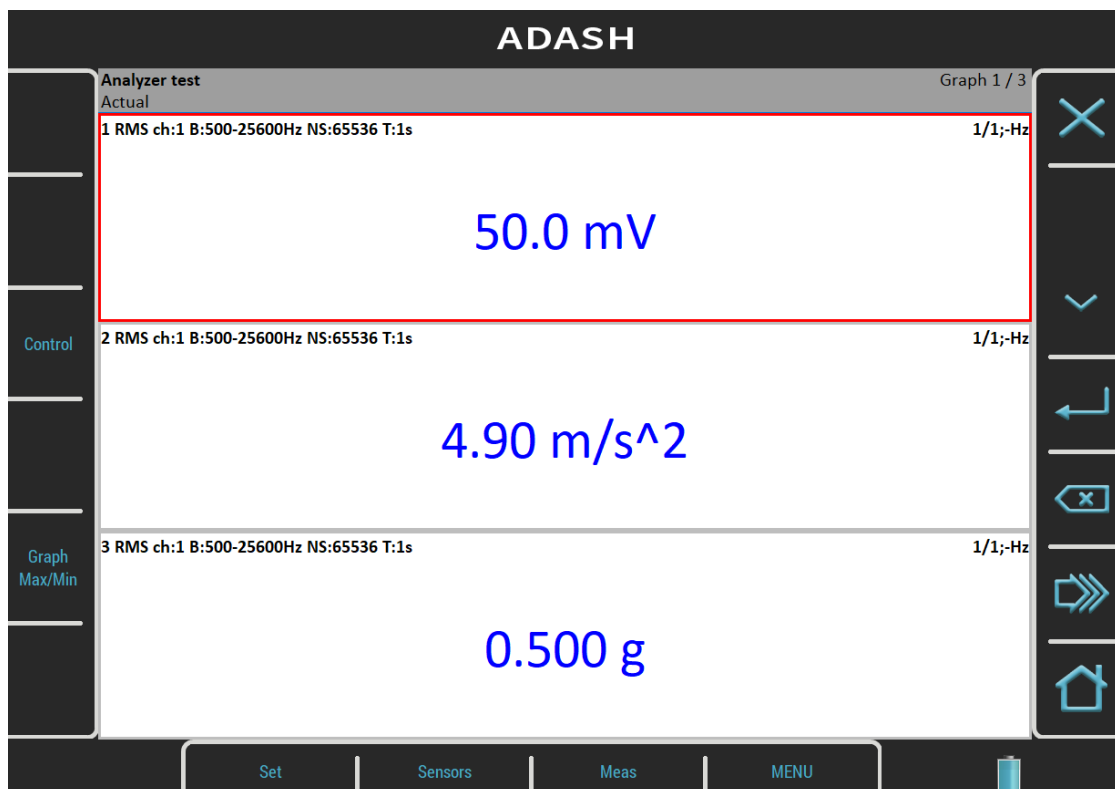 ADASH
Analyzer test
Graph 1 / 3
Actual
1 RMS ch:1 B:500-25600Hz NS:65536 T:1s
1/1;-Hz
50.0 mV
Control
2 RMS ch:1 B:500-25600Hz NS:65536 T:1s
1/1;-Hz
4.90 m/s^2
Graph
Max/Min
3 RMS ch:1 B:500-25600Hz NS:65536 T:1s
1/1;-Hz
0.500 g
Set
Sensors
Meas
MENU